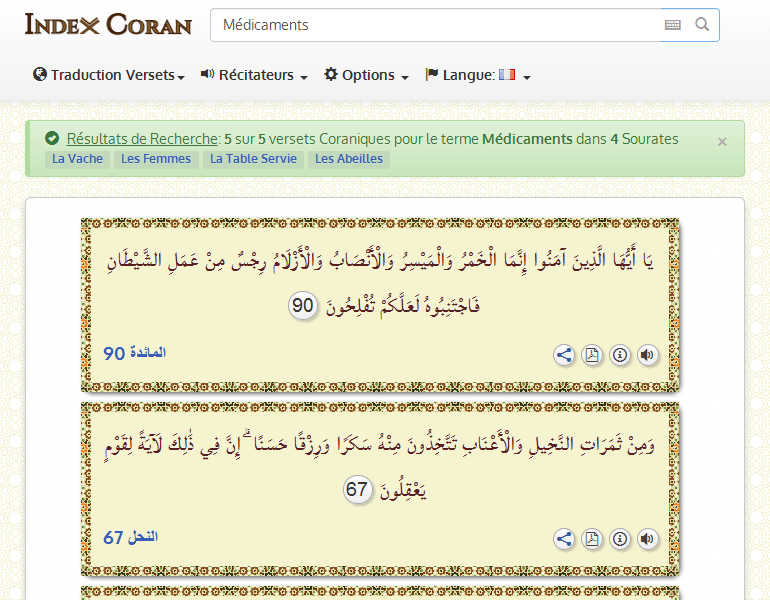 Index Coran
Médicaments
Traduction Versets
Récitateurs
Options
Langue:
Résultats de Recherche: 5 sur 5 versets Coraniques pour le terme Médicaments dans 4 Sourates ×
La Vache Les Femmes La Table Servie Les Abeilles
يَا أَيُّهَا الَّذِينَ آمَنُوا إِنَّمَا الْخَمْرُ وَالْمَيْسِرُ وَالْأَنْصَابُ وَالْأَزْلَامُ رِجْسٌ مِنْ عَمَلِ الشَّيْطَانِ
فَاجْتَنِبُوهُ لَعَلَّكُمْ تُفْلِحُونَ 90
المائدة 90
وَمِنْ ثَمَرَاتِ النَّخِيلِ وَالْأَعْنَابِ تَتَّخِذُونَ مِنْهُ سَكَرًا وَرِزْقًا حَسَنًا ۗ إِنَّ فِي ذَٰلِكَ لَآيَةً لِقَوْمٍ
يَعْقِلُونَ 67
النحل 67